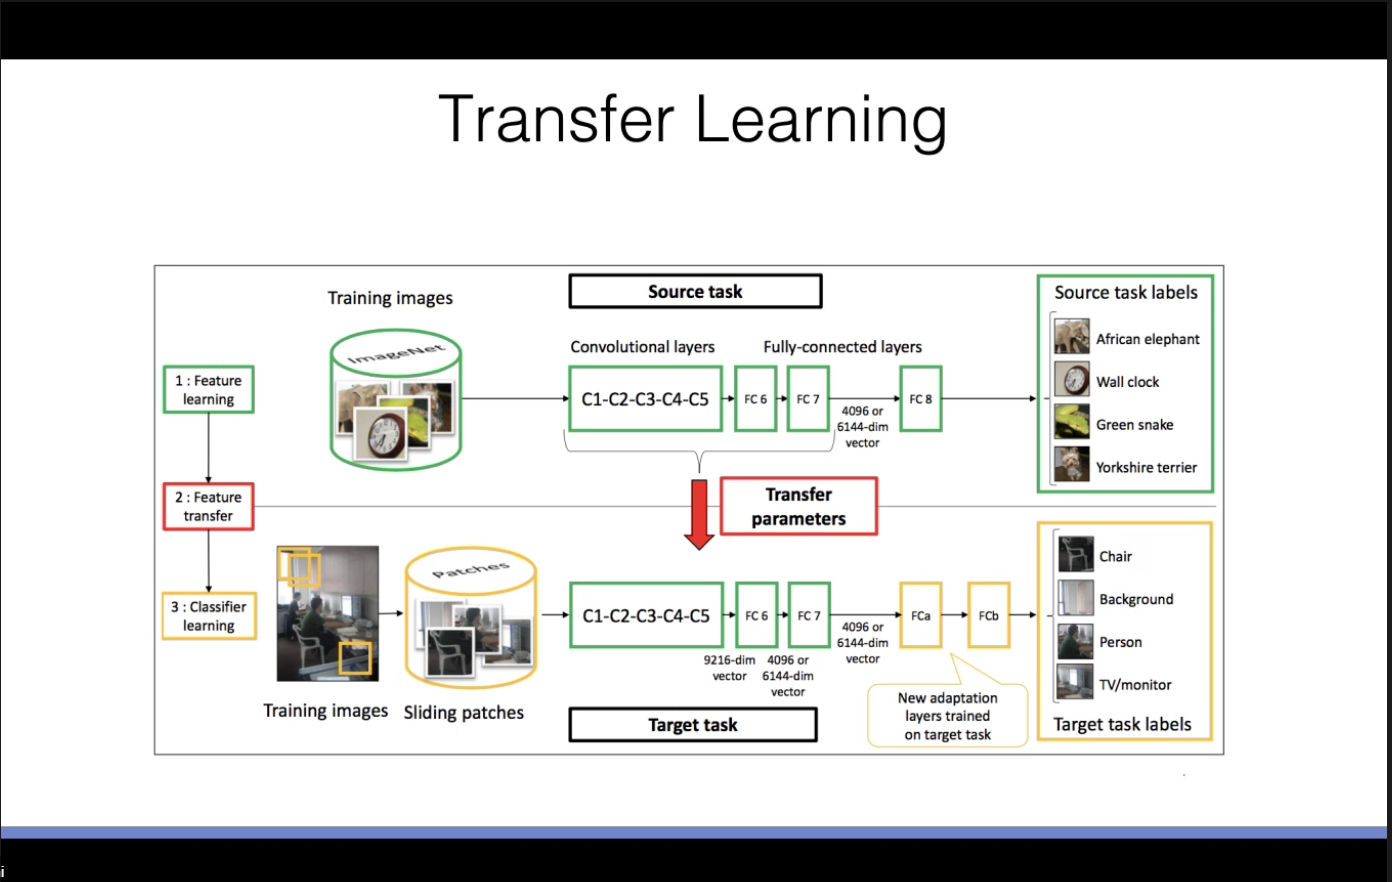 Transfer Learning
Training images
Source task
Source task labels
ImageNet
Convolutional layers
Fully-connected layers
1 : Feature
learning
C1-C2-C3-C4-C5
FC 6
FC 7
4096 or
6144-dim
vector
FC 8
African elephant
Wall clock
Green snake
Yorkshire terrier
2 : Feature
transfer
Transfer
parameters
3 : Classifier
learning
Training images
Patches
Sliding patches
C1-C2-C3-C4-C5
FC 6
FC 7
9216-dim
vector
4096 or
6144-dim
vector
4096 or
6144-dim
vector
FCa
FCb
New adaptation
layers trained
on target task
Target task
Chair
Background
Person
TV/monitor
Target task labels